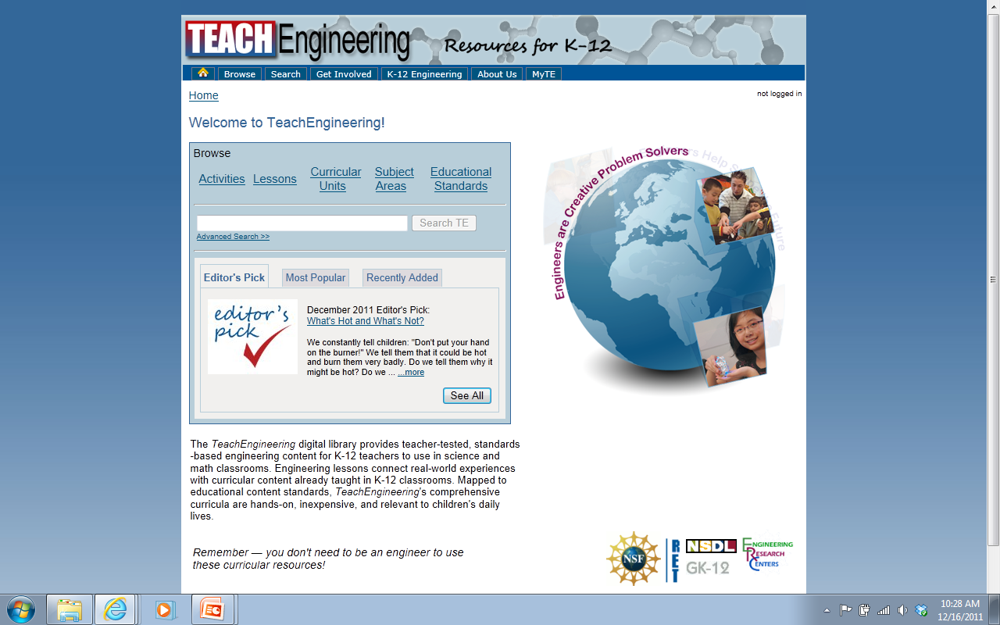 TEACH Engineering Resources for K-12
Browse Search Get Involved K-12 Engineering About Us MyTE
Home
not logged in
Welcome to TeachEngineering!
Browse
Activities Lessons Curricular Units Subject Areas Educational Standards
Search TE
Advanced Search >>
Editor's Pick Most Popular Recently Added
editor's
pick
December 2011 Editor's Pick:
What's Hot and What's Not?
We constantly tell children: "Don't put your hand
on the burner!" We tell them that it could be hot
and burn them very badly. Do we tell them why it
might be hot? Do we ... ...more
See All
Engineers are Creative Problem Solvers
The TeachEngineering digital library provides teacher-tested, standards
-based engineering content for K-12 teachers to use in science and
math classrooms. Engineering lessons connect real-world experiences
with curricular content already taught in K-12 classrooms. Mapped to
educational content standards, TeachEngineering's comprehensive
curricula are hands-on, inexpensive, and relevant to children's daily
lives.
Remember — you don't need to be an engineer to use
these curricular resources!
NSF
RET
NSDL
GK-12
ENGINEERING
RESEARCH
CENTERS
10:28 AM
12/16/2011